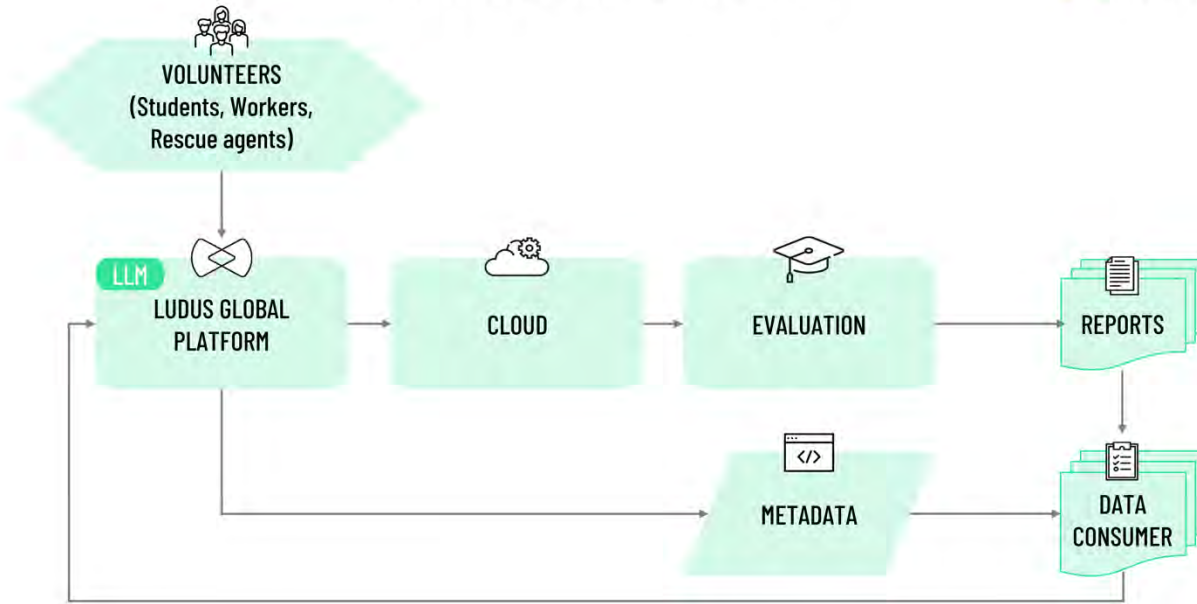 VOLUNTEERS
(Students, Workers,
Rescue agents)
LLM
LUDUS GLOBAL
PLATFORM
CLOUD
EVALUATION
REPORTS
</>
METADATA
DATA
CONSUMER